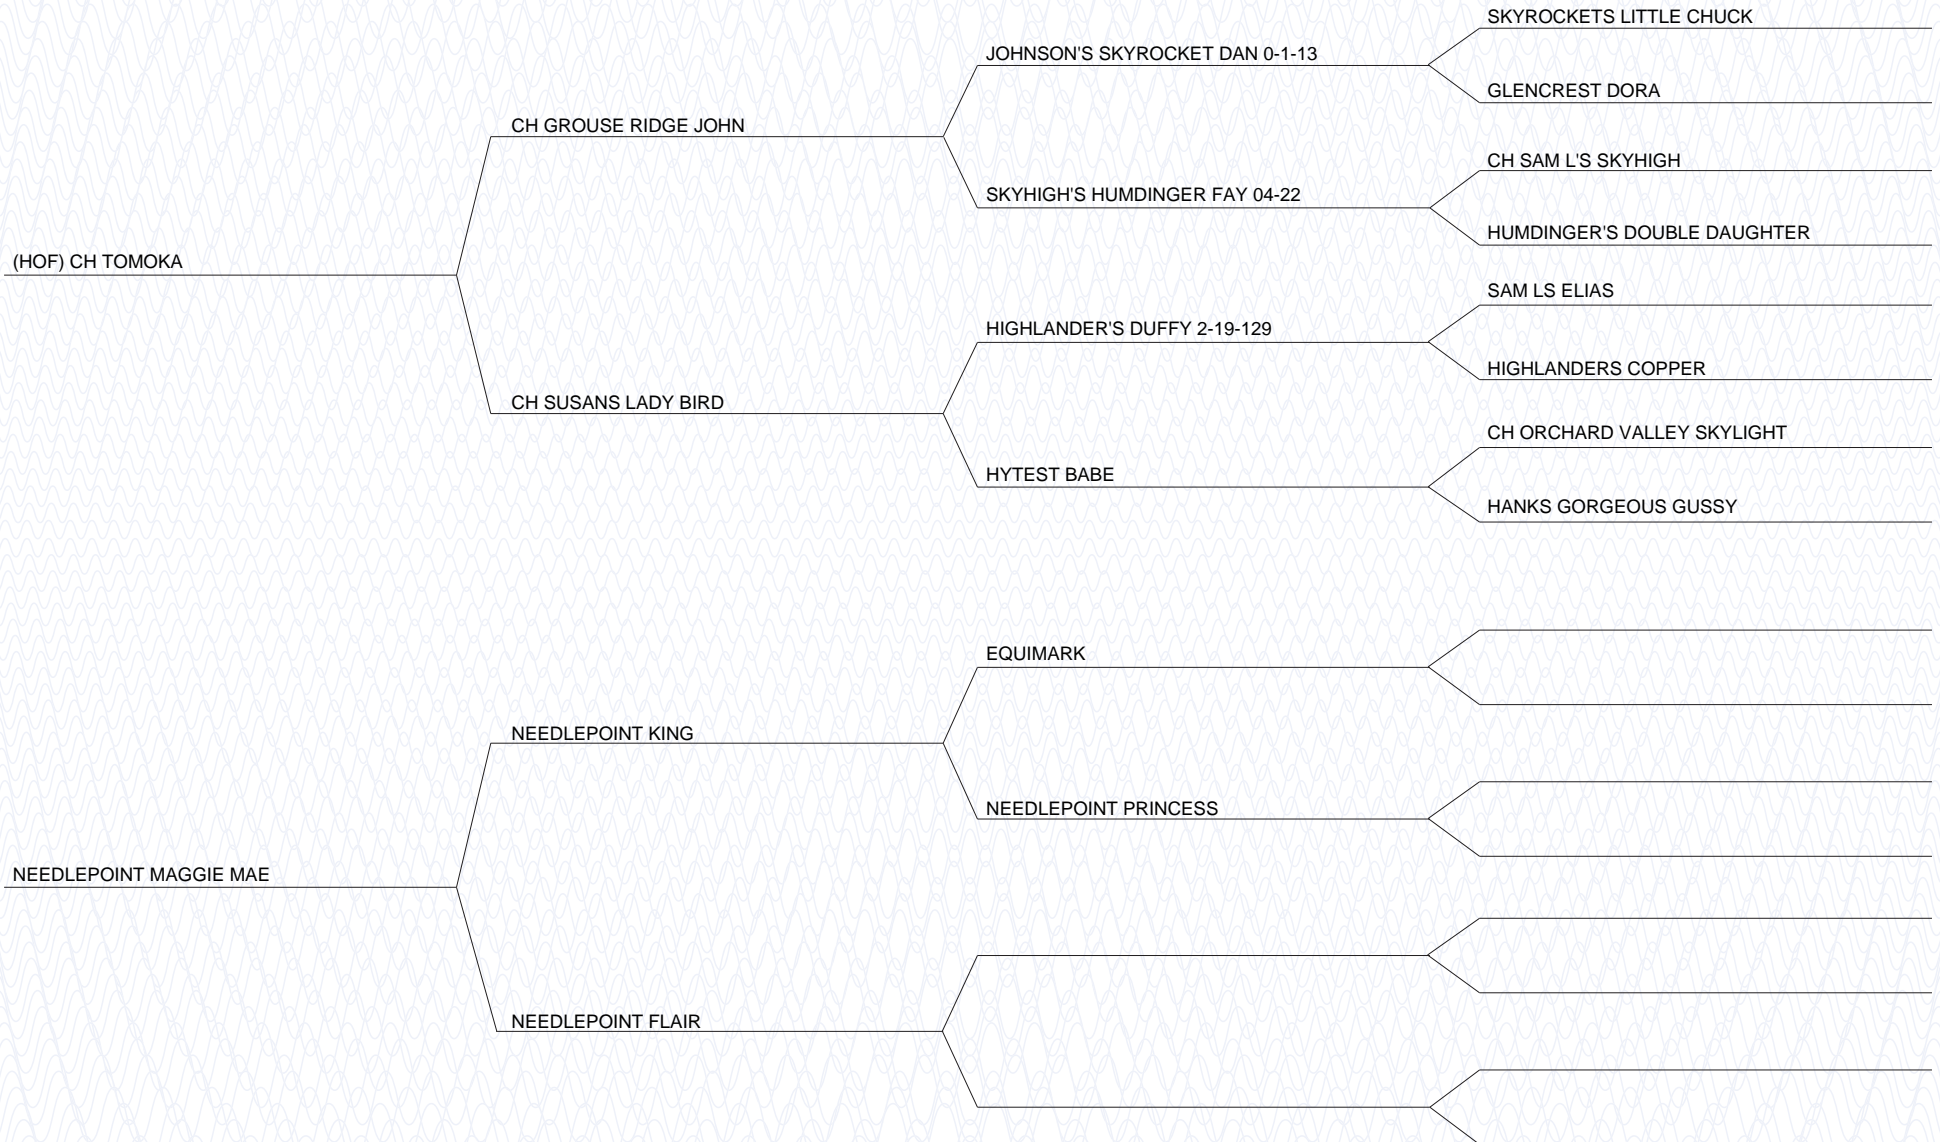 SKYROCKETS LITTLE CHUCK
JOHNSON'S SKYROCKET DAN 0-1-13
GLENCREST DORA
CH GROUSE RIDGE JOHN
CH SAM L'S SKYHIGH
SKYHIGH'S HUMDINGER FAY 04-22
HUMDINGER'S DOUBLE DAUGHTER
(HOF) CH TOMOKA
SAM LS ELIAS
HIGHLANDER'S DUFFY 2-19-129
HIGHLANDERS COPPER
CH SUSANS LADY BIRD
CH ORCHARD VALLEY SKYLIGHT
HYTEST BABE
HANKS GORGEOUS GUSSY
EQUIMARK
NEEDLEPOINT KING
NEEDLEPOINT PRINCESS
NEEDLEPOINT MAGGIE MAE
NEEDLEPOINT FLAIR